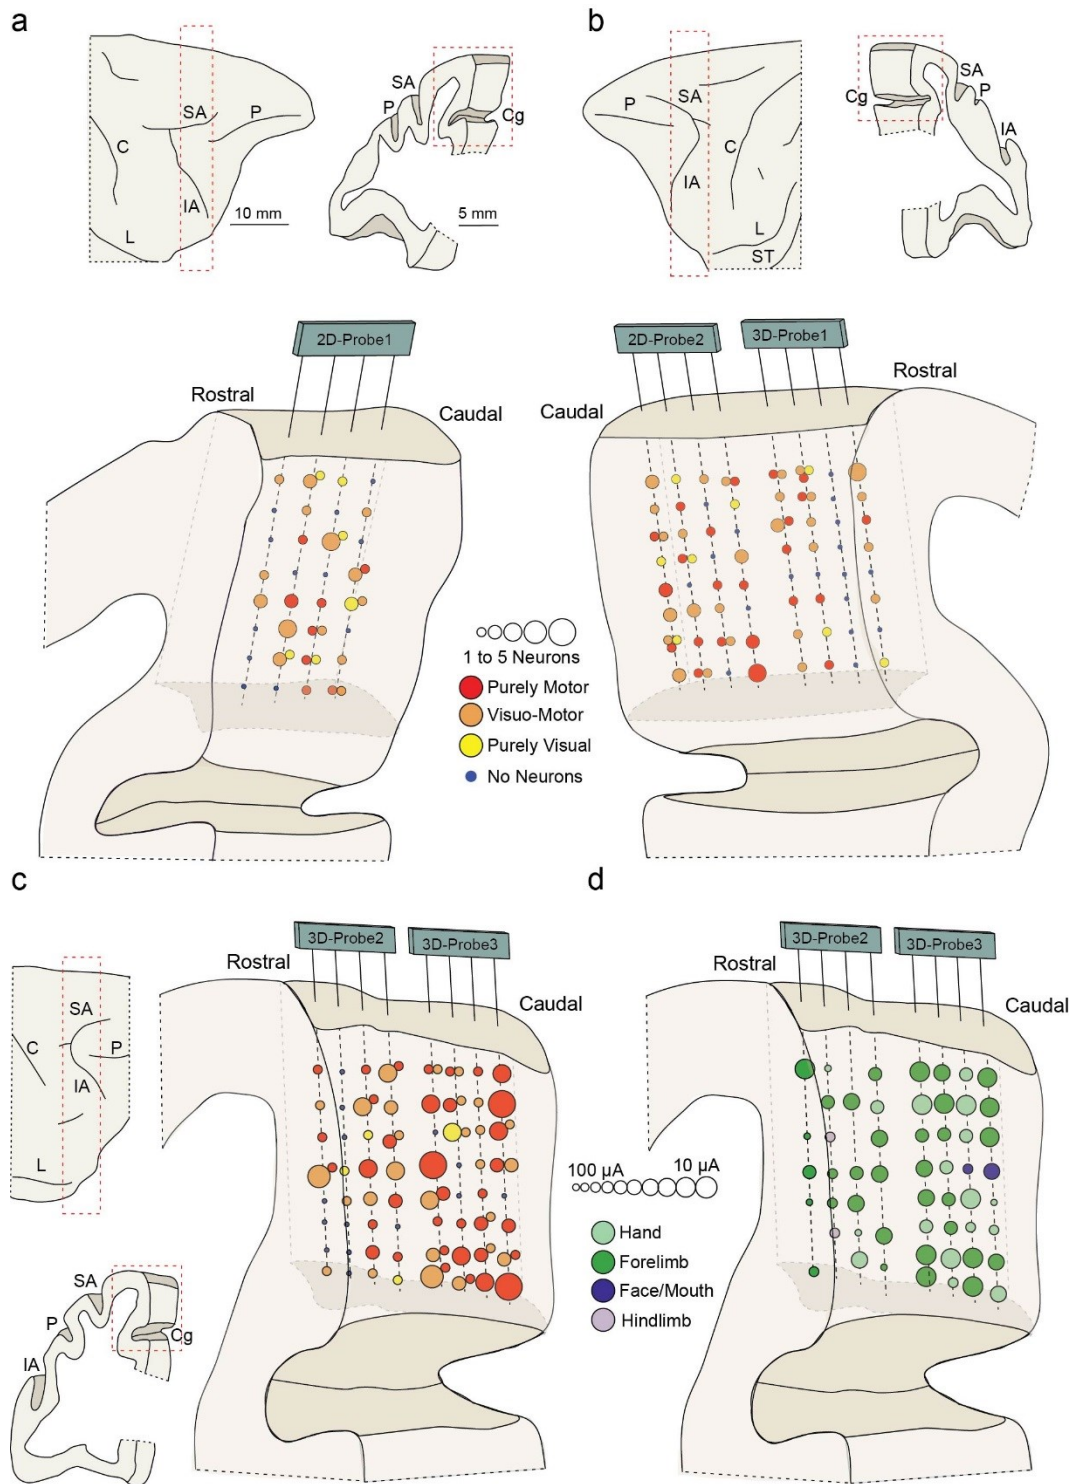 a
SA
P
C
IA
L
10 mm
SA
P
Cg
5 mm
b
P
SA
C
IA
L
ST
Cg
SA
P
IA
2D-Probe1
Rostral
Caudal
2D-Probe2
3D-Probe1
Rostral
Caudal
1 to 5 Neurons
Purely Motor
Visuo-Motor
Purely Visual
No Neurons
c
SA
C
P
IA
L
SA
P
Cg
IA
3D-Probe2
3D-Probe3
Rostral
Caudal
d
3D-Probe2
3D-Probe3
Rostral
Caudal
100 µA
10 µA
Hand
Forelimb
Face/Mouth
Hindlimb